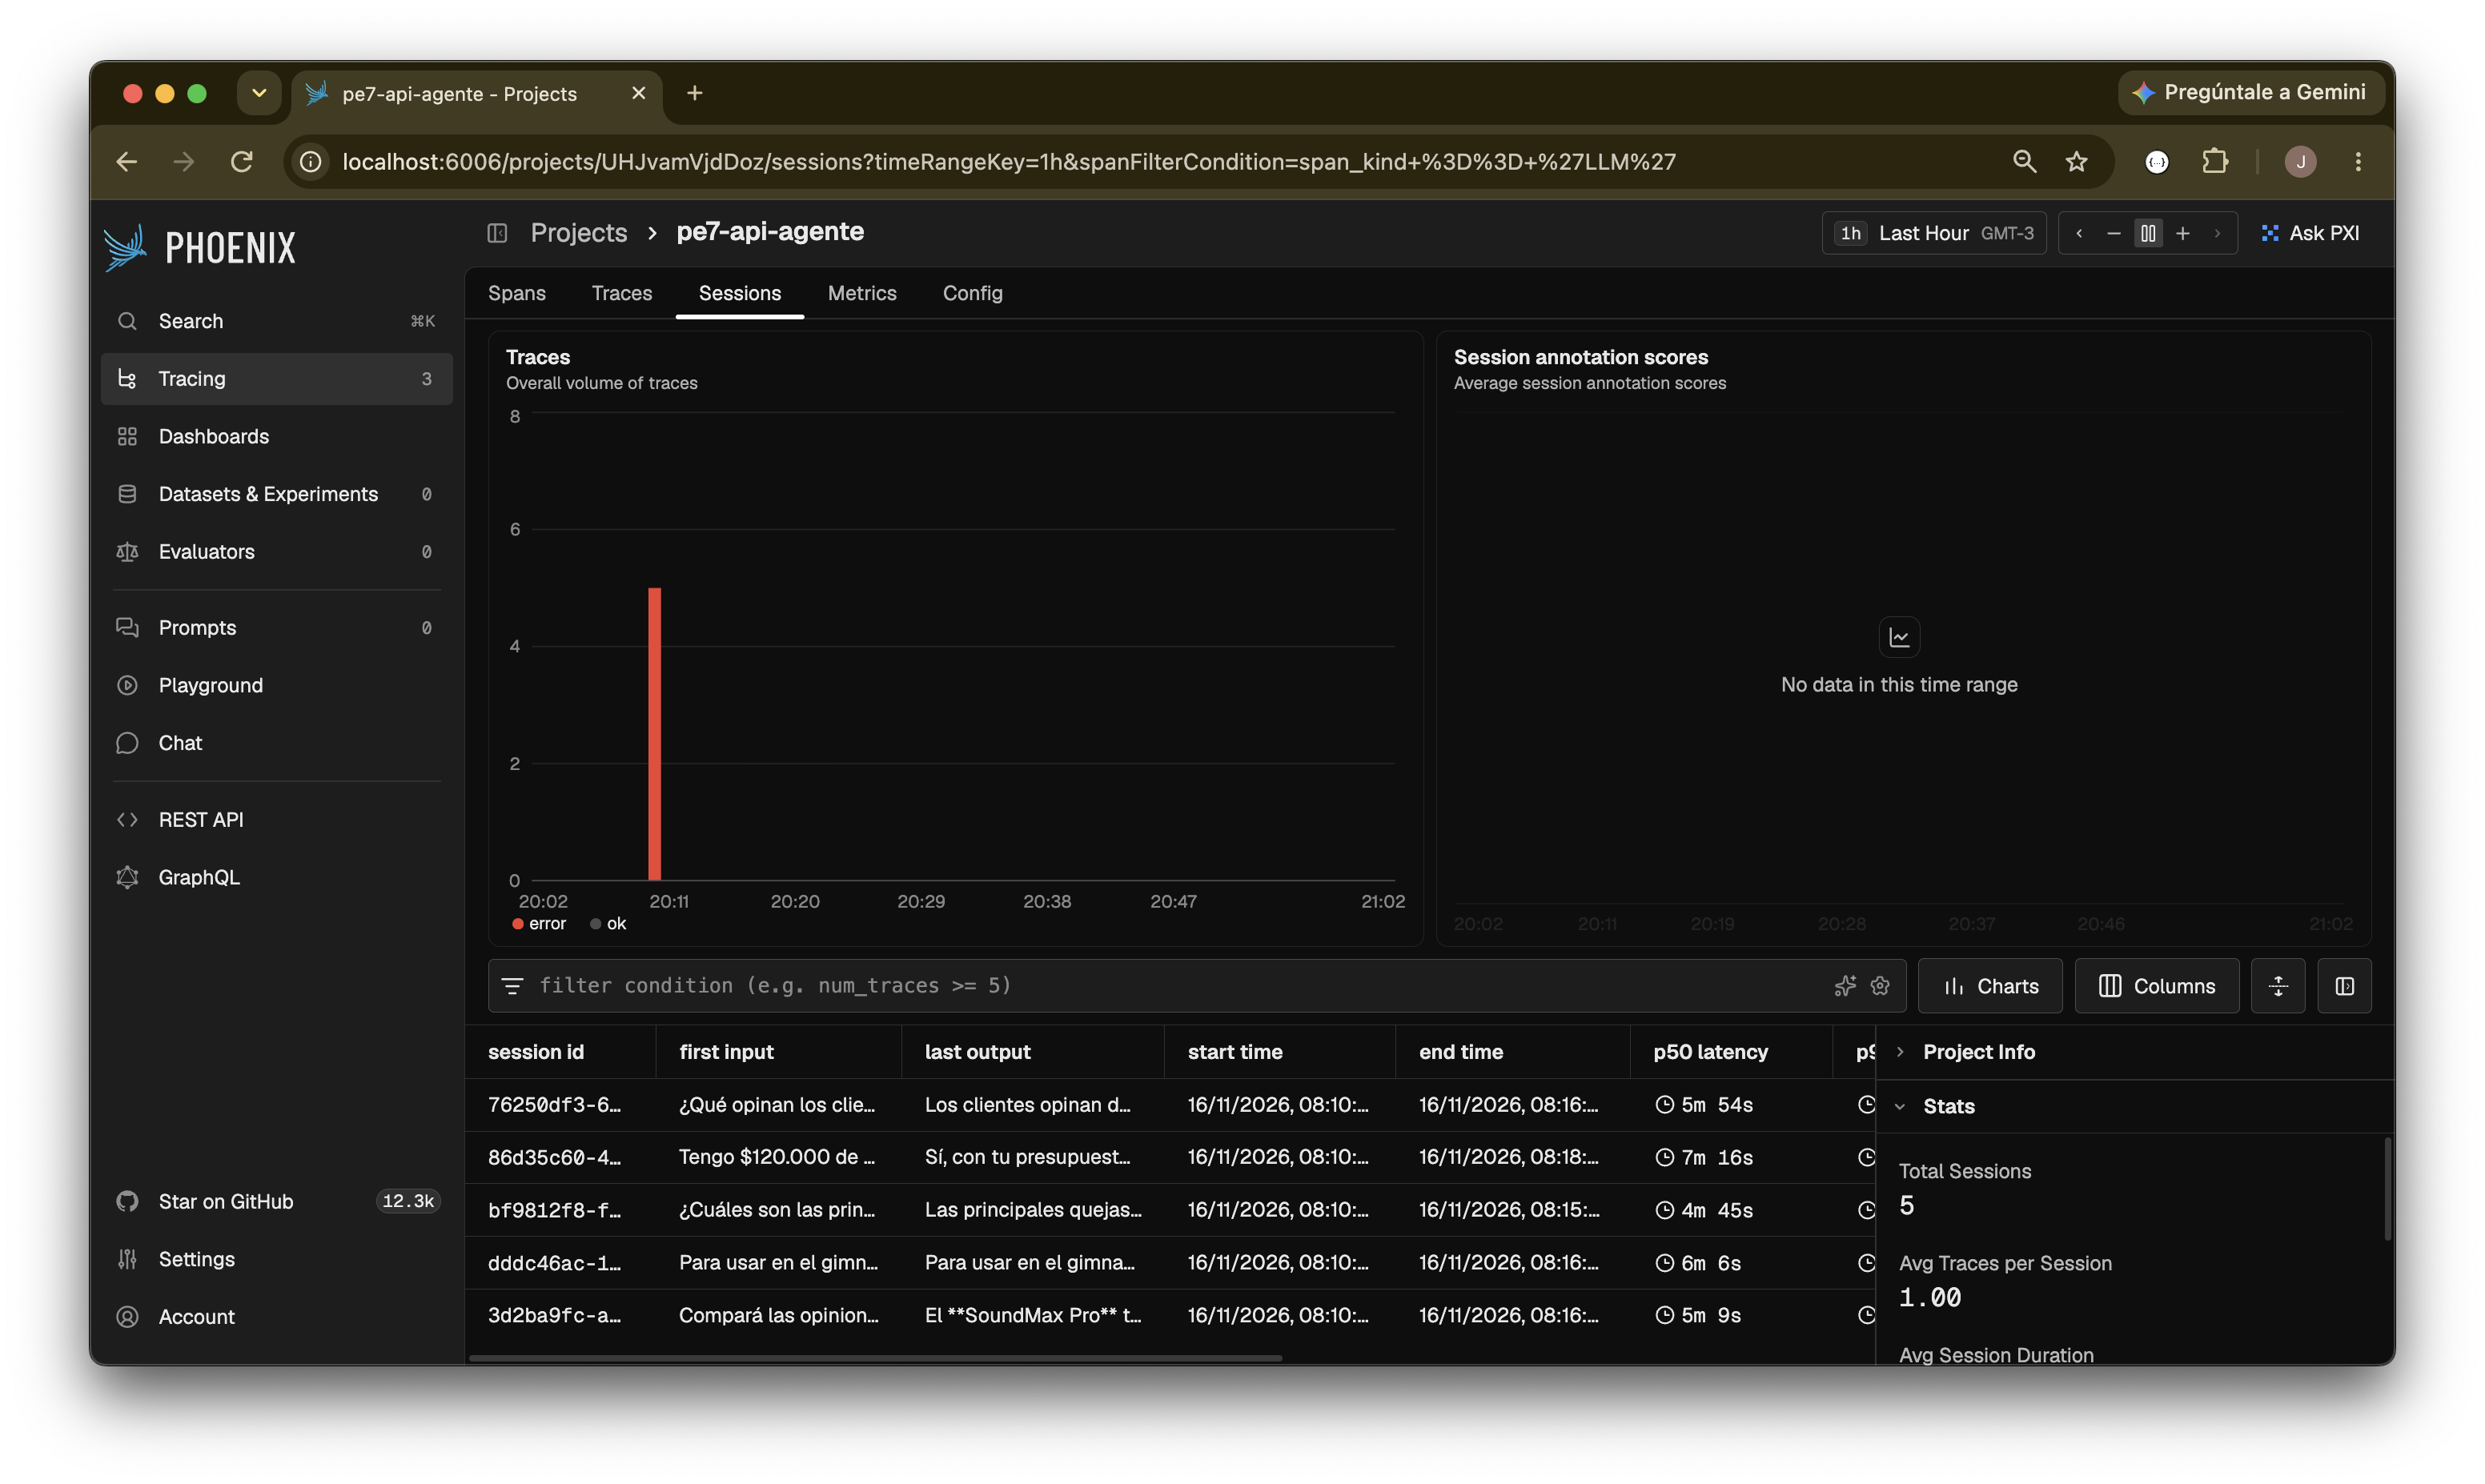 pe7-api-agente - Projects
Pregúntale a Gemini
localhost:6006/projects/UHJvamVjdDoz/sessions?timeRangeKey=1h&spanFilterCondition=span_kind+%3D%3D+%27LLM%27
J
PHOENIX
Search ⌘K
Tracing 3
Dashboards
Datasets & Experiments 0
Evaluators 0
Prompts 0
Playground
Chat
REST API
GraphQL
Star on GitHub 12.3k
Settings
Account
Projects › pe7-api-agente
1h Last Hour GMT-3
Ask PXI
Spans Traces Sessions Metrics Config
Traces
Overall volume of traces
8
6
4
2
0
20:02 20:11 20:20 20:29 20:38 20:47 21:02
error ok
Session annotation scores
Average session annotation scores
No data in this time range
20:02 20:11 20:19 20:28 20:37 20:46 21:02
filter condition (e.g. num_traces >= 5)
Charts
Columns
session id first input last output start time end time p50 latency p9
76250df3-6… ¿Qué opinan los clie… Los clientes opinan d… 16/11/2026, 08:10:… 16/11/2026, 08:16:… 5m 54s
86d35c60-4… Tengo $120.000 de … Sí, con tu presupuest… 16/11/2026, 08:10:… 16/11/2026, 08:18:… 7m 16s
bf9812f8-f… ¿Cuáles son las prin… Las principales quejas… 16/11/2026, 08:10:… 16/11/2026, 08:15:… 4m 45s
dddc46ac-1… Para usar en el gimn… Para usar en el gimna… 16/11/2026, 08:10:… 16/11/2026, 08:16:… 6m 6s
3d2ba9fc-a… Compará las opinion… El **SoundMax Pro** t… 16/11/2026, 08:10:… 16/11/2026, 08:16:… 5m 9s
Project Info
Stats
Total Sessions
5
Avg Traces per Session
1.00
Avg Session Duration